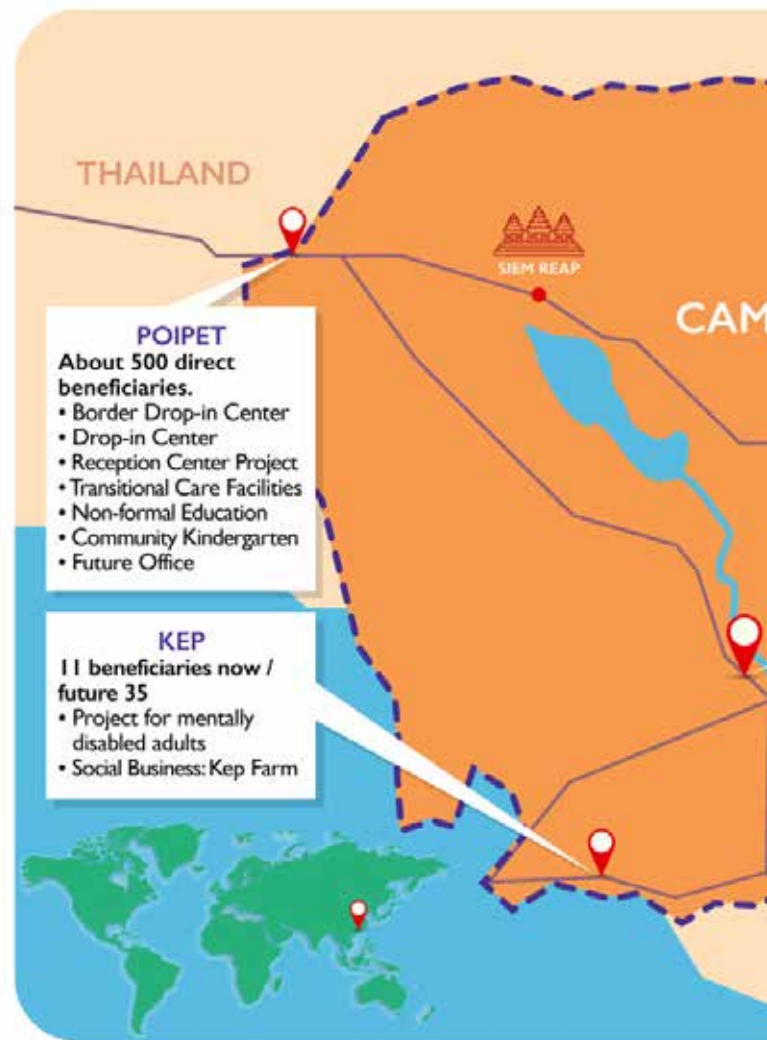 THAILAND
SIEM REAP
CAM
POIPET
About 500 direct
beneficiaries.
• Border Drop-in Center
• Drop-in Center
• Reception Center Project
• Transitional Care Facilities
• Non-formal Education
• Community Kindergarten
• Future Office
KEP
11 beneficiaries now /
future 35
• Project for mentally
disabled adults
• Social Business: Kep Farm